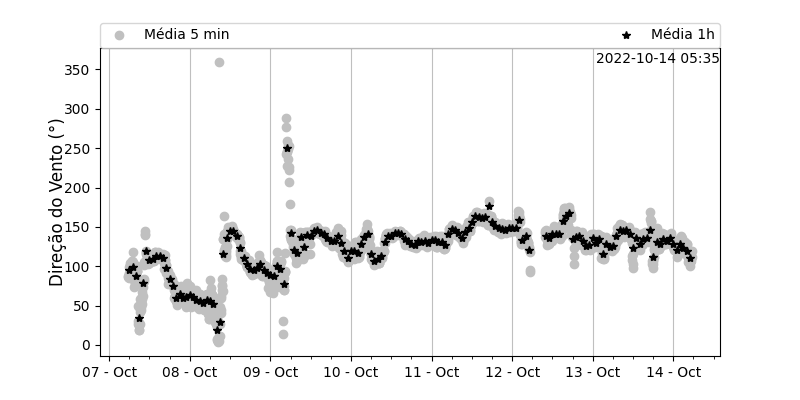 Média 5 min
Média 1h
2022-10-14 05:35
Direção do Vento (°)
350
300
250
200
150
100
50
0
07 - Oct
08 - Oct
09 - Oct
10 - Oct
11 - Oct
12 - Oct
13 - Oct
14 - Oct